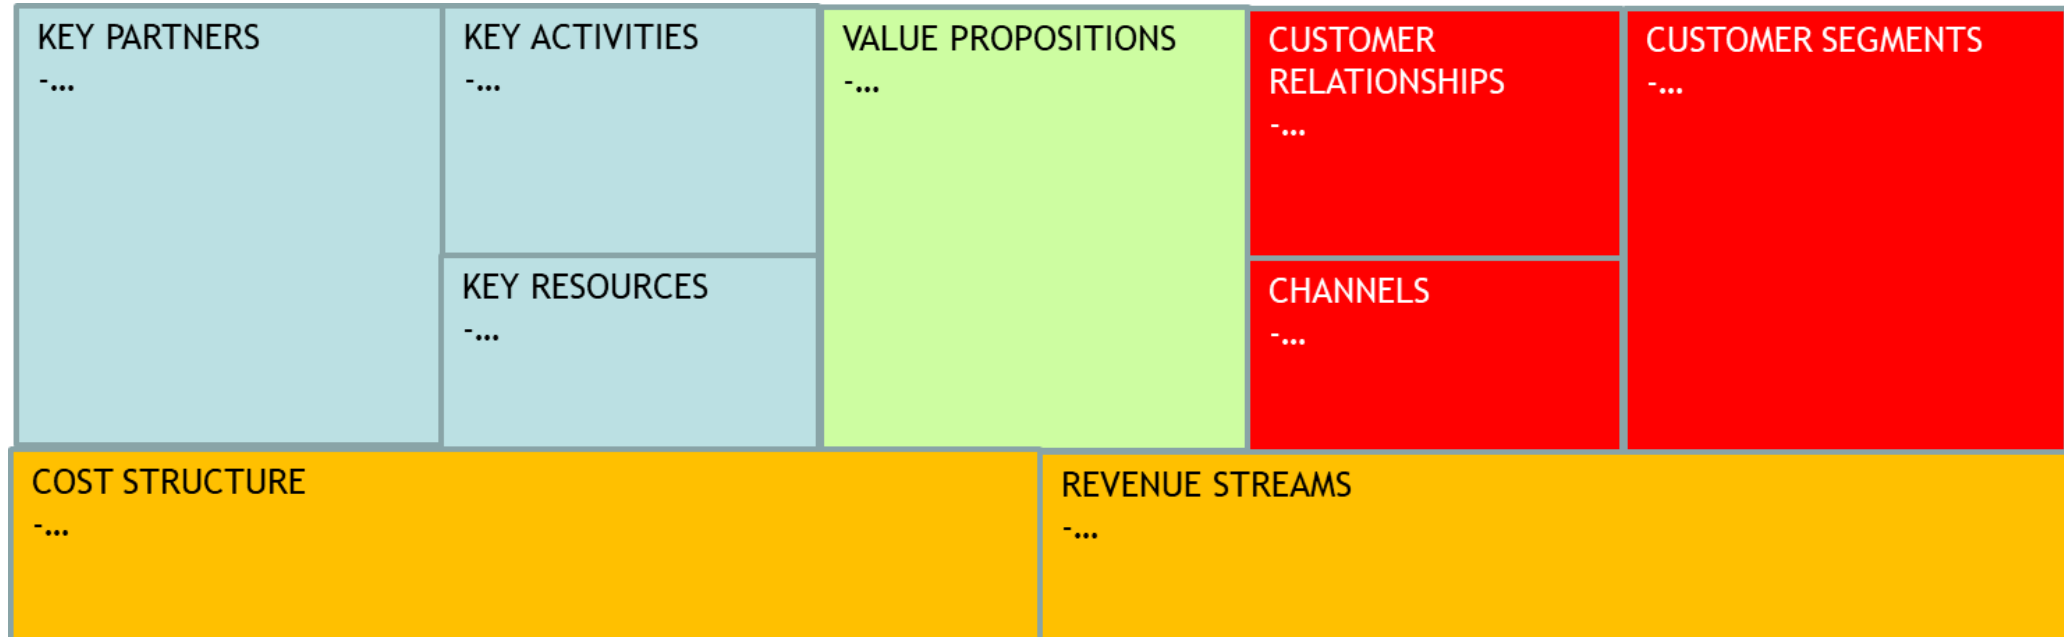 KEY PARTNERS
-...
KEY ACTIVITIES
-...
KEY RESOURCES
-...
VALUE PROPOSITIONS
-...
CUSTOMER
RELATIONSHIPS
-...
CHANNELS
-...
CUSTOMER SEGMENTS
-...
COST STRUCTURE
-...
REVENUE STREAMS
-...